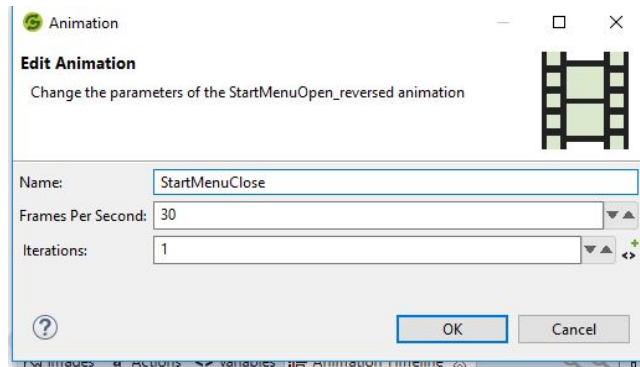 Animation
Edit Animation
Change the parameters of the StartMenuOpen_reversed animation
Name: StartMenuClose
Frames Per Second: 30
Iterations: 1
OK Cancel
Images Actions Variables Animation Timeline